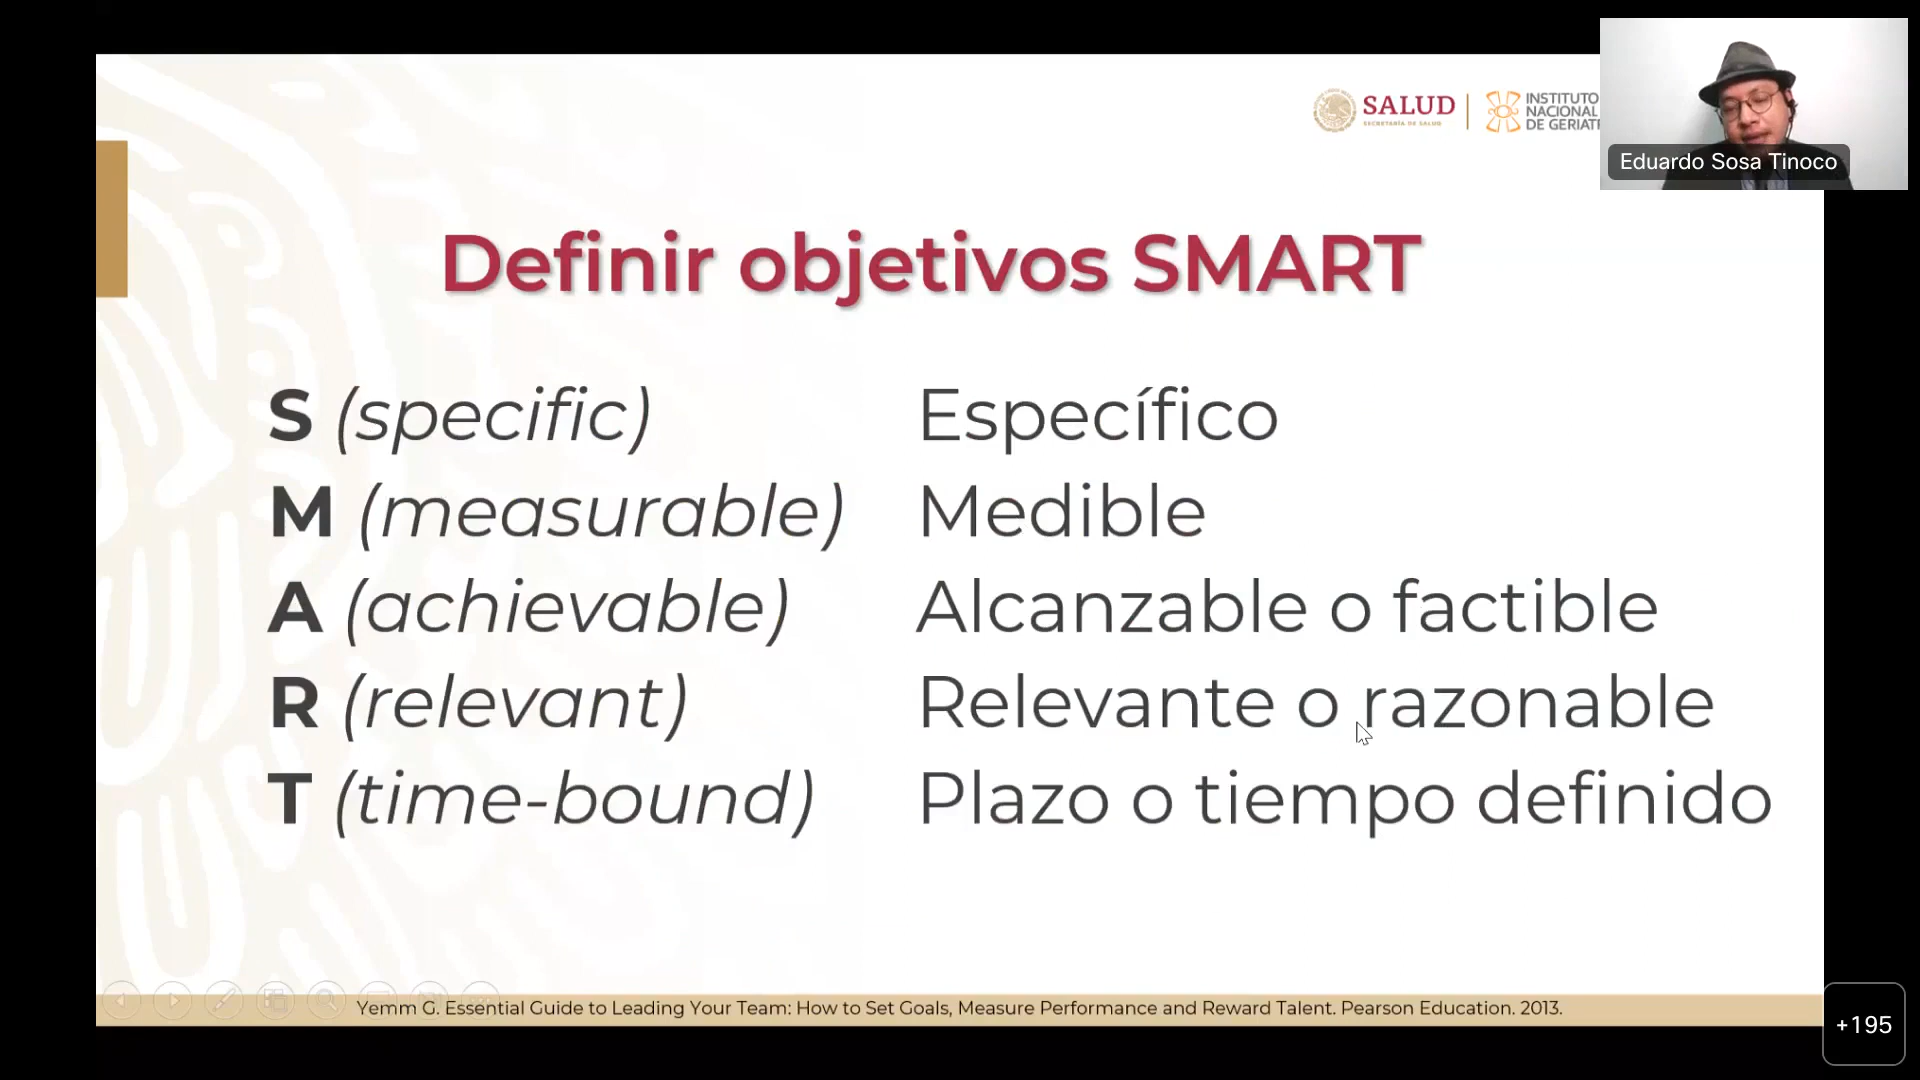 SALUD
SECRETARÍA DE SALUD
INSTITUTO
NACIONAL
DE GERIAT
Eduardo Sosa Tinoco
Definir objetivos SMART
S (specific) Específico
M (measurable) Medible
A (achievable) Alcanzable o factible
R (relevant) Relevante o razonable
T (time-bound) Plazo o tiempo definido
Yemm G. Essential Guide to Leading Your Team: How to Set Goals, Measure Performance and Reward Talent. Pearson Education. 2013.
+195